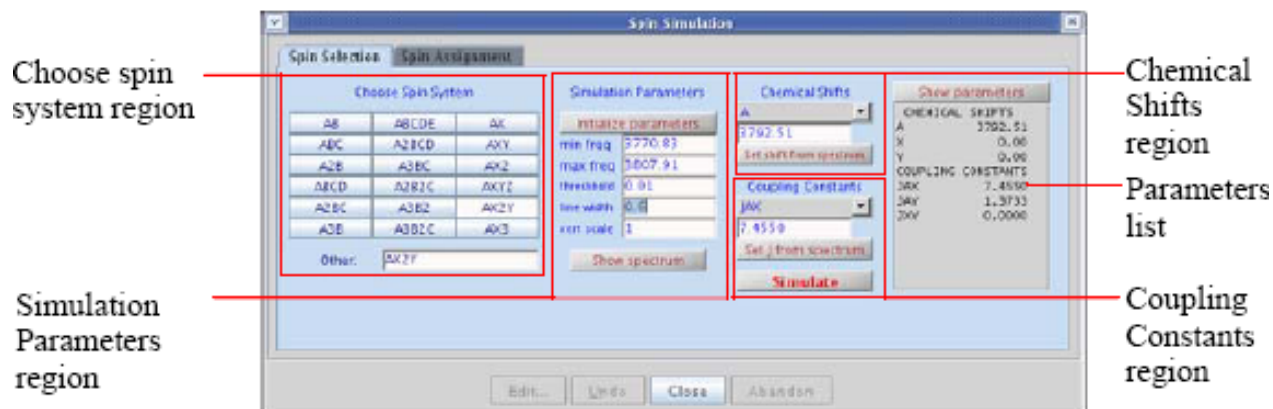 Spin Simulation
Spin Selection
Spin Assignment
Choose spin
system region
Choose Spin System
AB
ABCDE
AX
ABC
A2BCD
AXY
A2B
A3BC
AX2
ABCD
A2B2C
AXYZ
A2BC
A3B2
AX2Y
A3B
A3B2C
AX3
Other:
AX2Y
Simulation Parameters
Initialize parameters
min freq
3770.83
max freq
3807.91
threshhold
0.01
line width
0.6
vert scale
1
Show spectrum
Chemical Shifts
A
3792.51
Set shift from spectrum
Coupling Constants
JAX
7.4550
Set J from spectrum
Simulate
Show parameters
CHEMICAL SHIFTS
A 3792.51
X 0.00
Y 0.00
COUPLING CONSTANTS
JAX 7.4550
JAY 1.3733
JXY 0.0000
Chemical
Shifts
region
Parameters
list
Simulation
Parameters
region
Coupling
Constants
region
Edit...
Undo
Close
Abandon